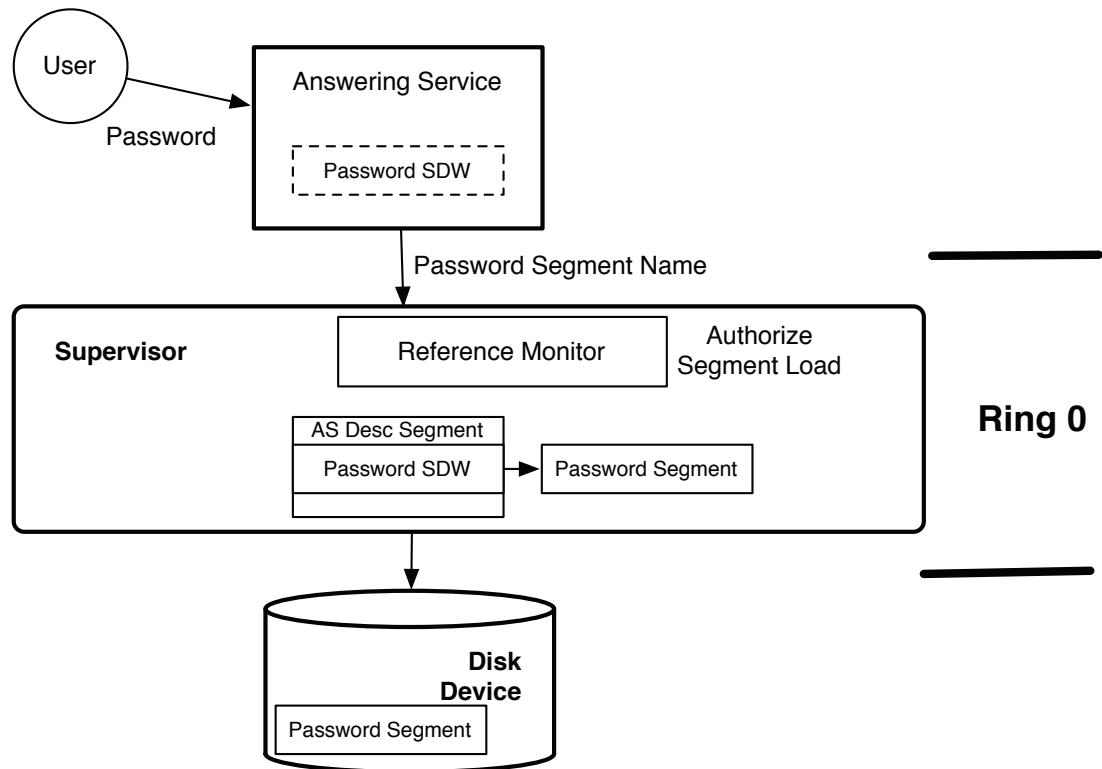 User
Answering Service
Password
Password SDW
Password Segment Name
Supervisor
Reference Monitor
Authorize
Segment Load
Ring 0
AS Desc Segment
Password SDW
Password Segment
Disk
Device
Password Segment